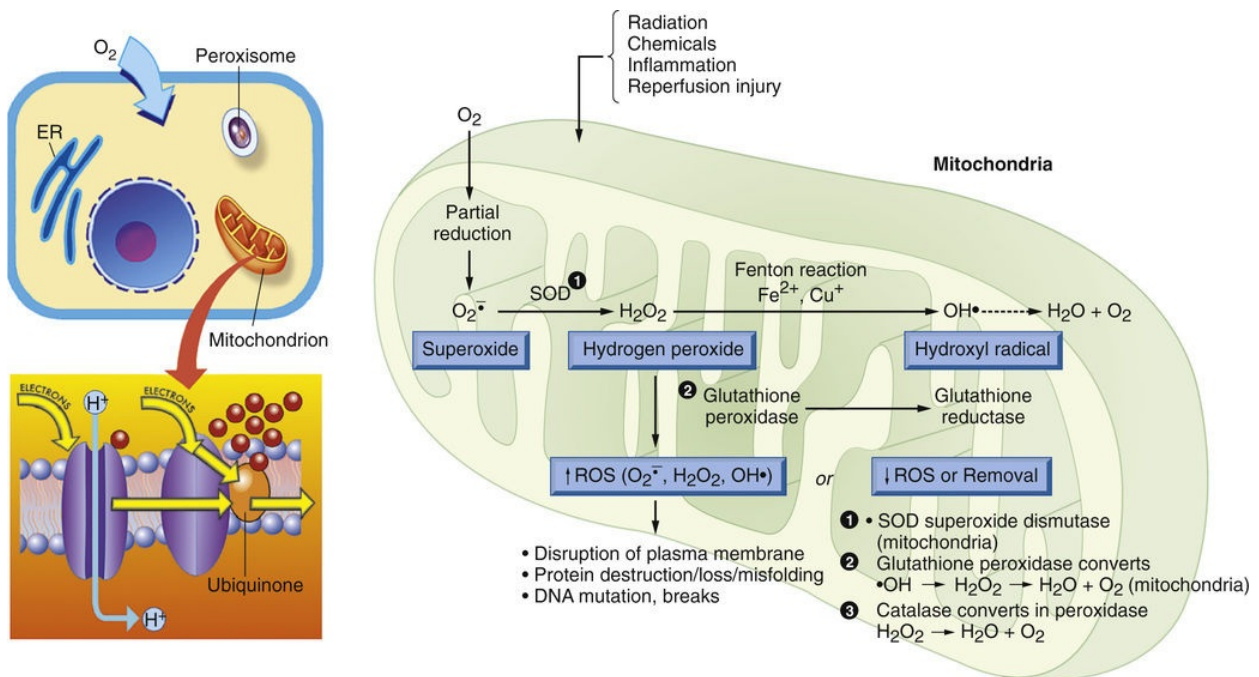 O2
Peroxisome
ER
Mitochondrion
ELECTRONS
H+
ELECTRONS
Ubiquinone
H+
Radiation
Chemicals
Inflammation
Reperfusion injury
O2
Mitochondria
Partial
reduction
O2•̅
SOD
1
H2O2
Fenton reaction
Fe2+, Cu+
OH•
H2O + O2
Superoxide
Hydrogen peroxide
Hydroxyl radical
2 Glutathione
peroxidase
Glutathione
reductase
↑ ROS (O2•̅, H2O2, OH•)
or
↓ ROS or Removal
• Disruption of plasma membrane
• Protein destruction/loss/misfolding
• DNA mutation, breaks
1 • SOD superoxide dismutase
(mitochondria)
2 Glutathione peroxidase converts
•OH → H2O2 → H2O + O2 (mitochondria)
3 Catalase converts in peroxidase
H2O2 → H2O + O2